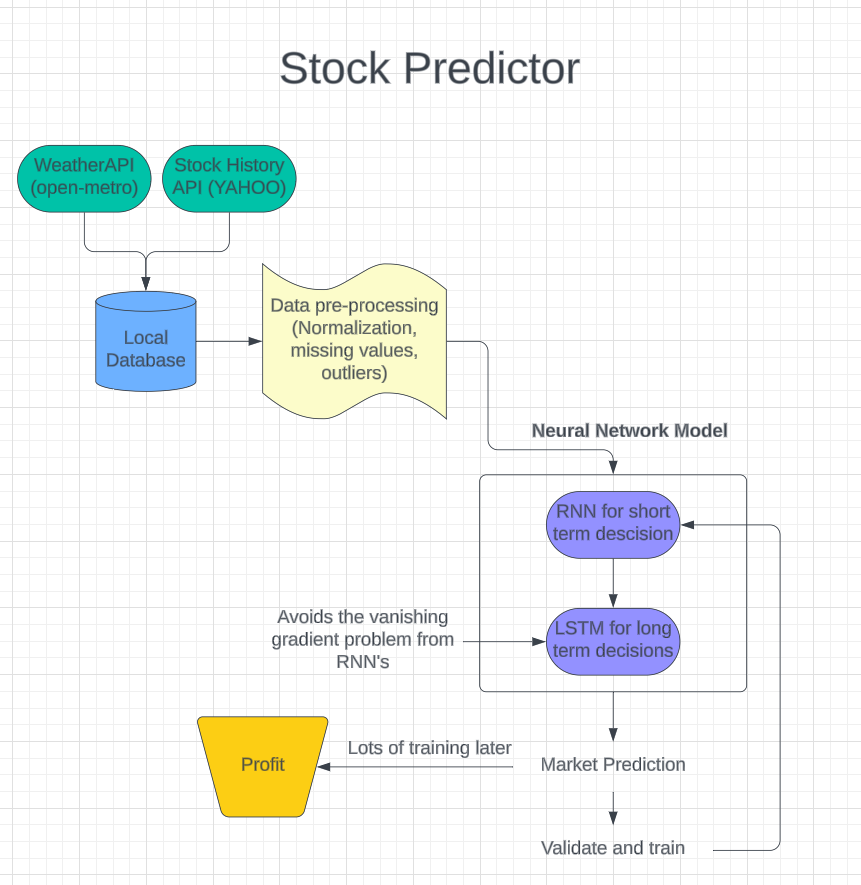 Stock Predictor
WeatherAPI
(open-metro)
Stock History
API (YAHOO)
Local
Database
Data pre-processing
(Normalization,
missing values,
outliers)
Neural Network Model
RNN for short
term descision
LSTM for long
term decisions
Avoids the vanishing
gradient problem from
RNN's
Market Prediction
Lots of training later
Profit
Validate and train